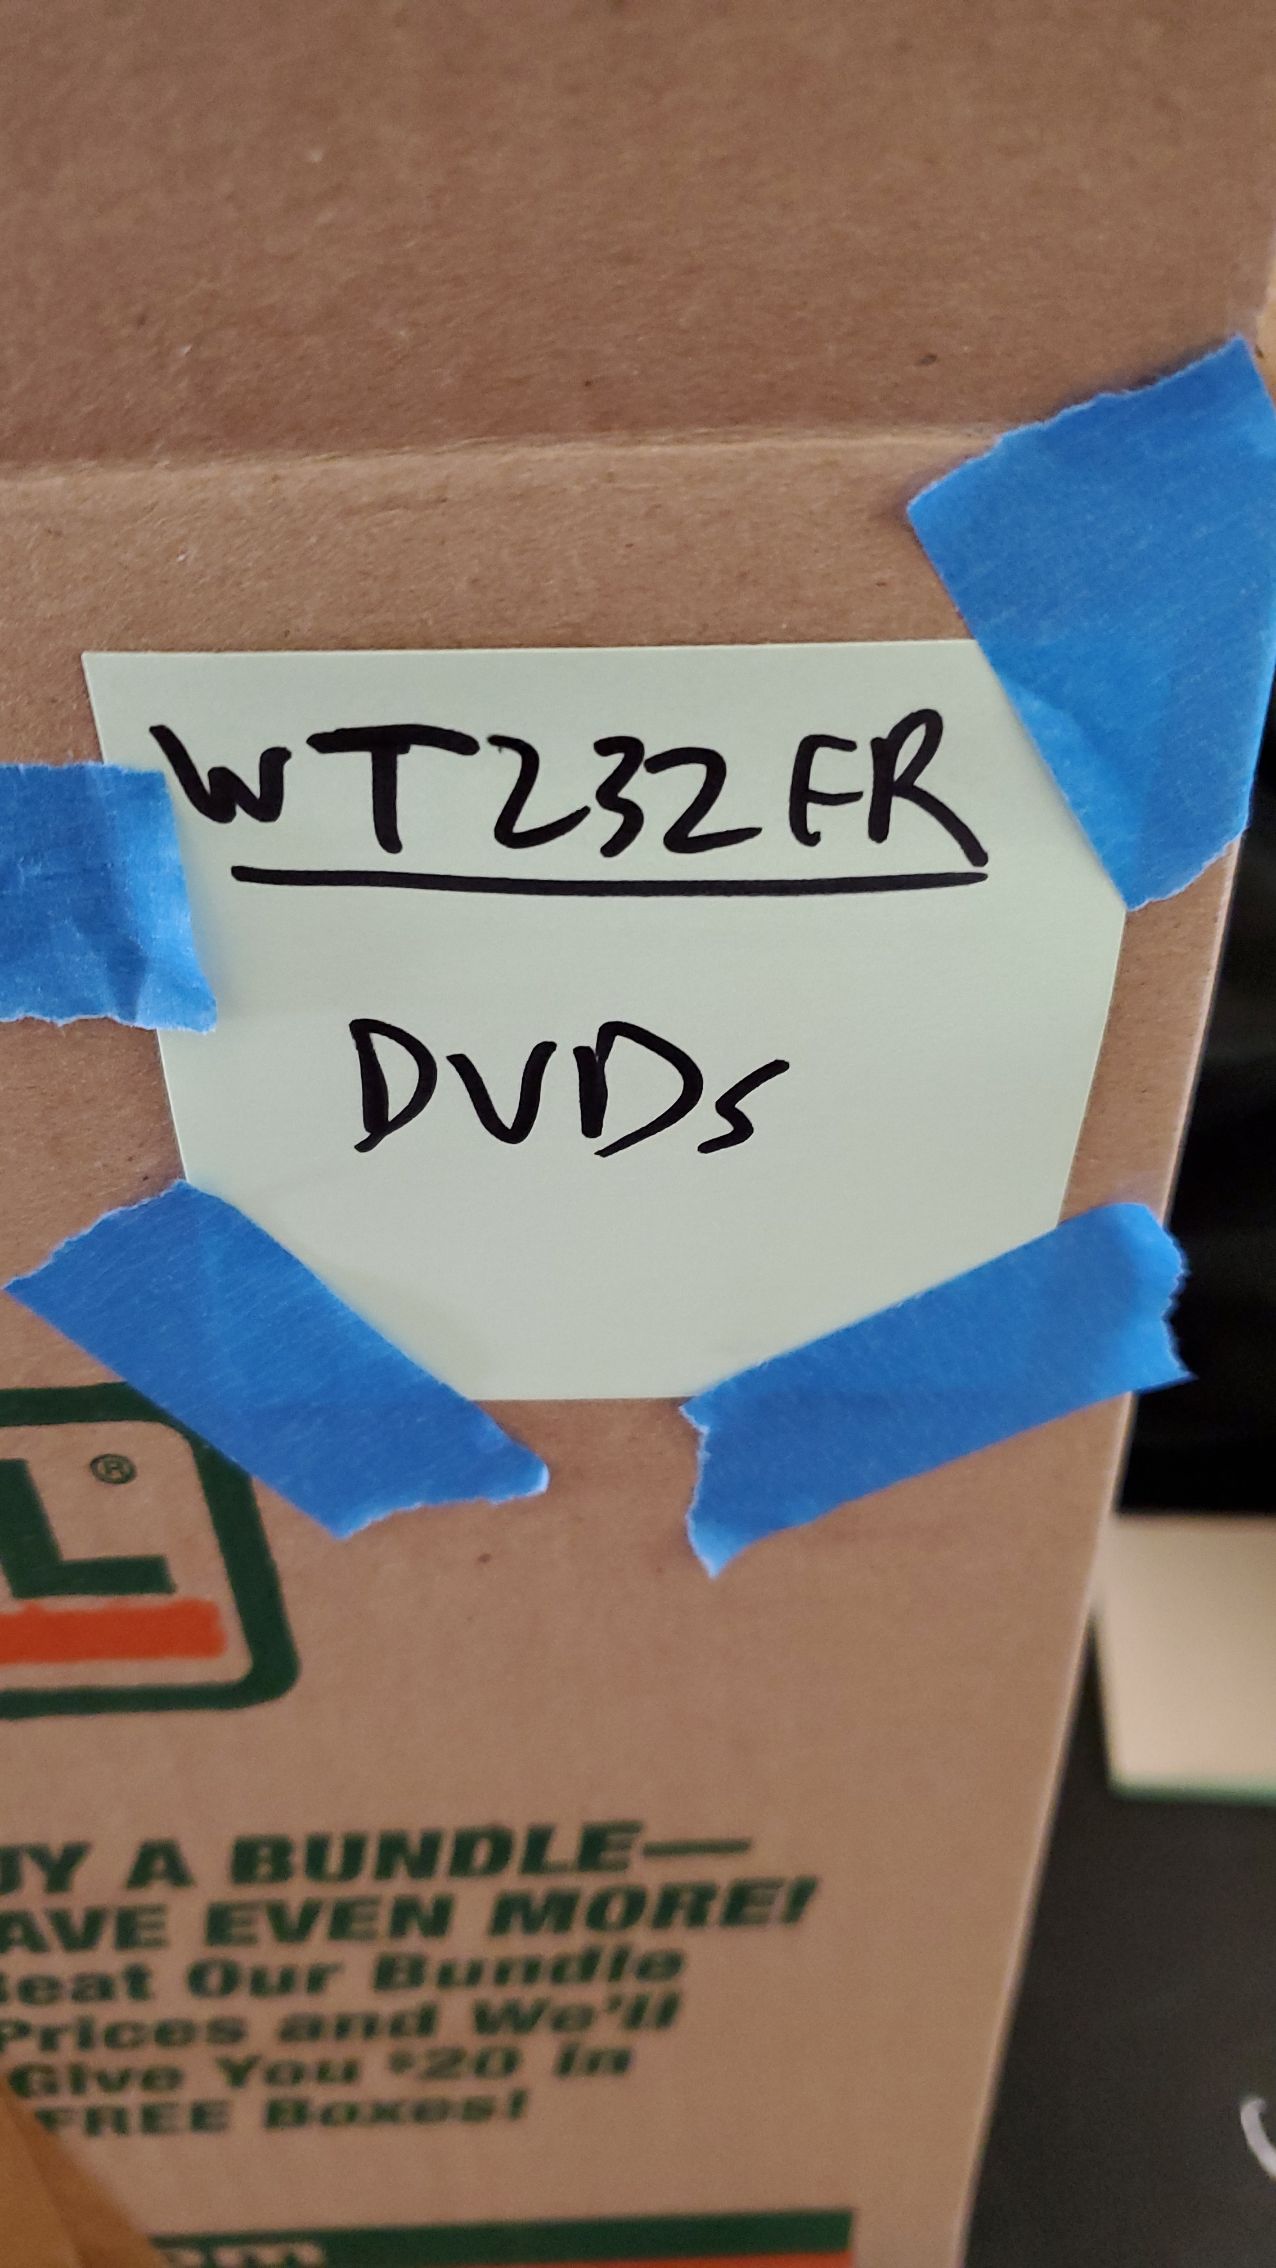 WT232FR
DVDs
L®
UY A BUNDLE—
AVE EVEN MORE!
Beat Our Bundle
Prices and We'll
Give You $20 in
FREE Boxes!